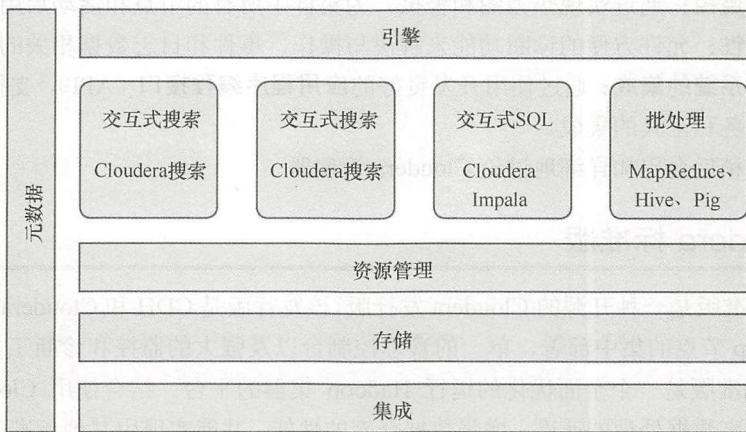 引擎
交互式搜索
Cloudera搜索
交互式搜索
Cloudera搜索
交互式SQL
Cloudera
Impala
批处理
MapReduce、
Hive、Pig
元数据
资源管理
存储
集成